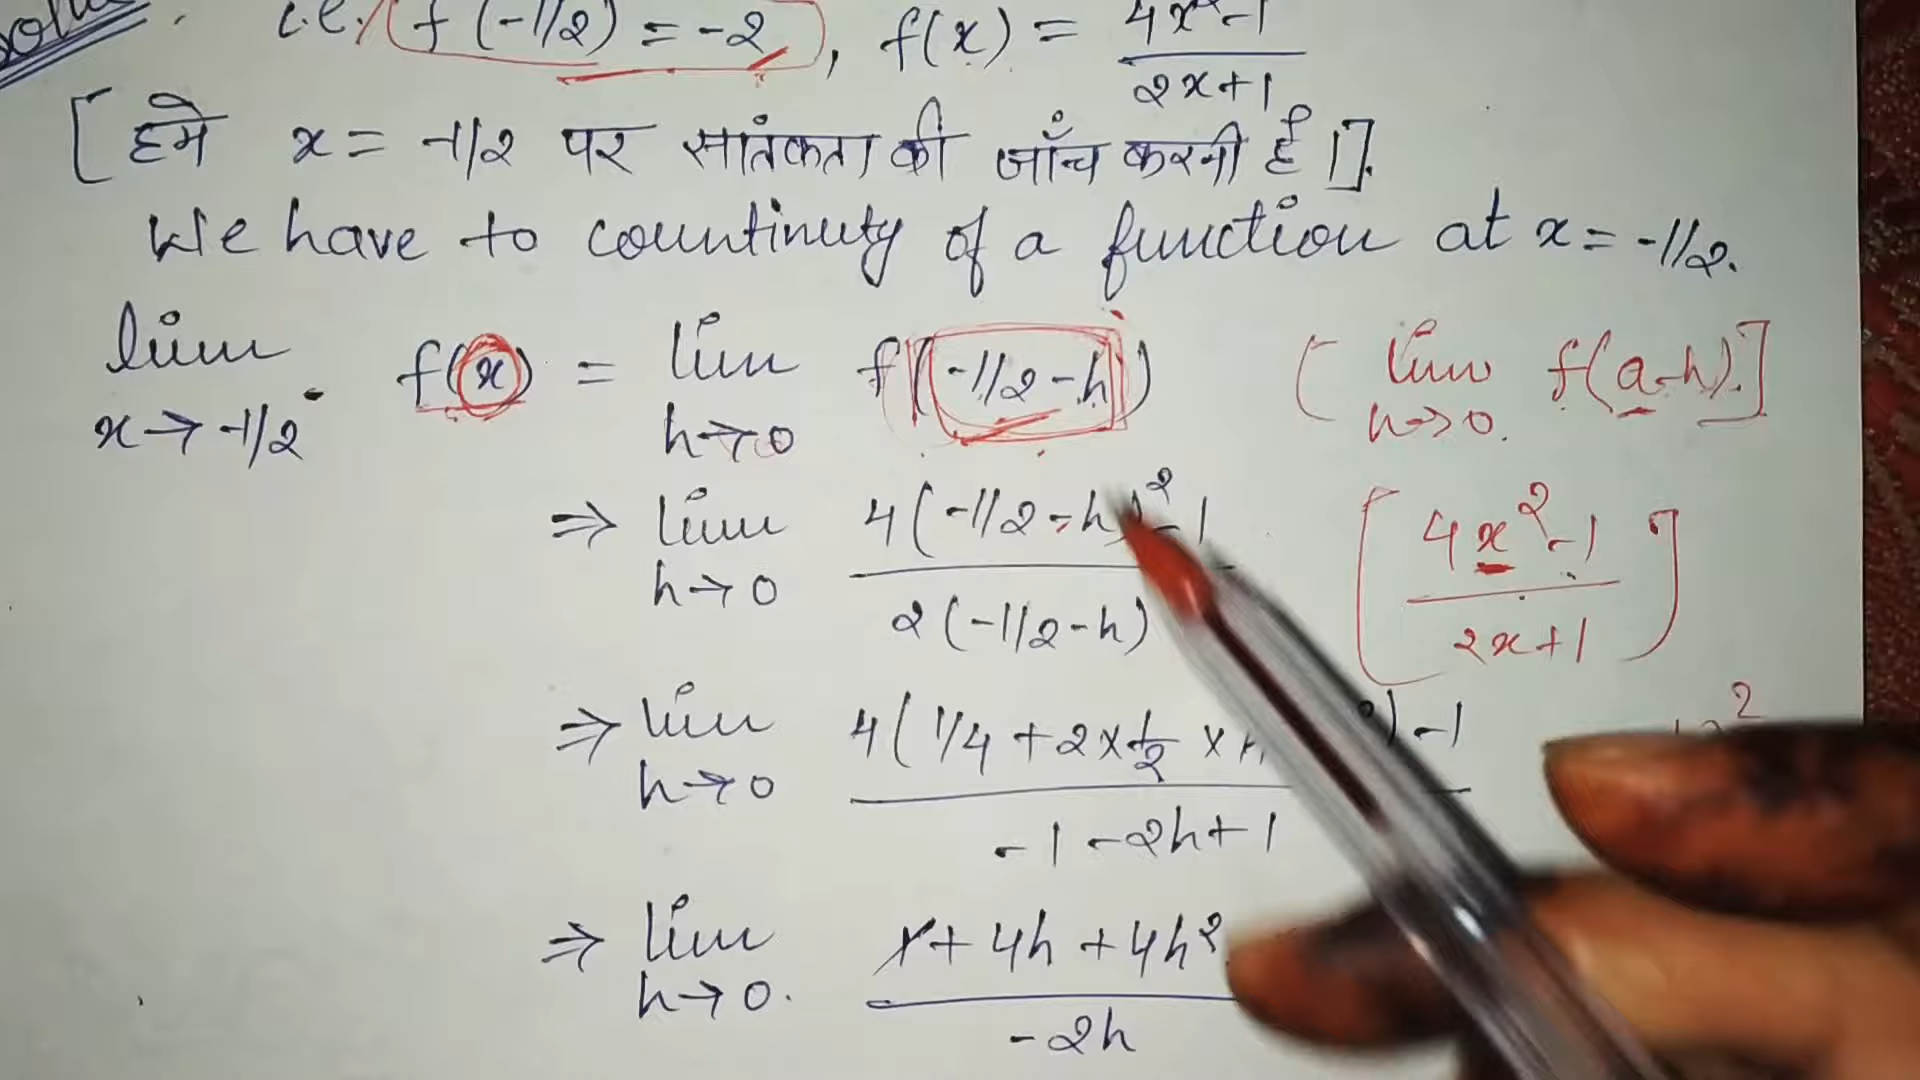 i.e., f(-1/2) = -2, f(x) = 4x²-1 / 2x+1
[हमे x = -1/2 पर सांतकता की जाँच करनी है।].
We have to countinuty of a function at x = -1/2.
lim x→-1/2⁻ f(x) = lim h→0 f(-1/2-h) ( lim h→0. f(a-h).]
⇒ lim h→0 4(-1/2-h)²-1 / 2(-1/2-h) [4x²-1 / 2x+1]
⇒ lim h→0 4(1/4+2×1/2×h )-1 / -1-2h+1
⇒ lim h→0. 1+4h+4h² / -2h